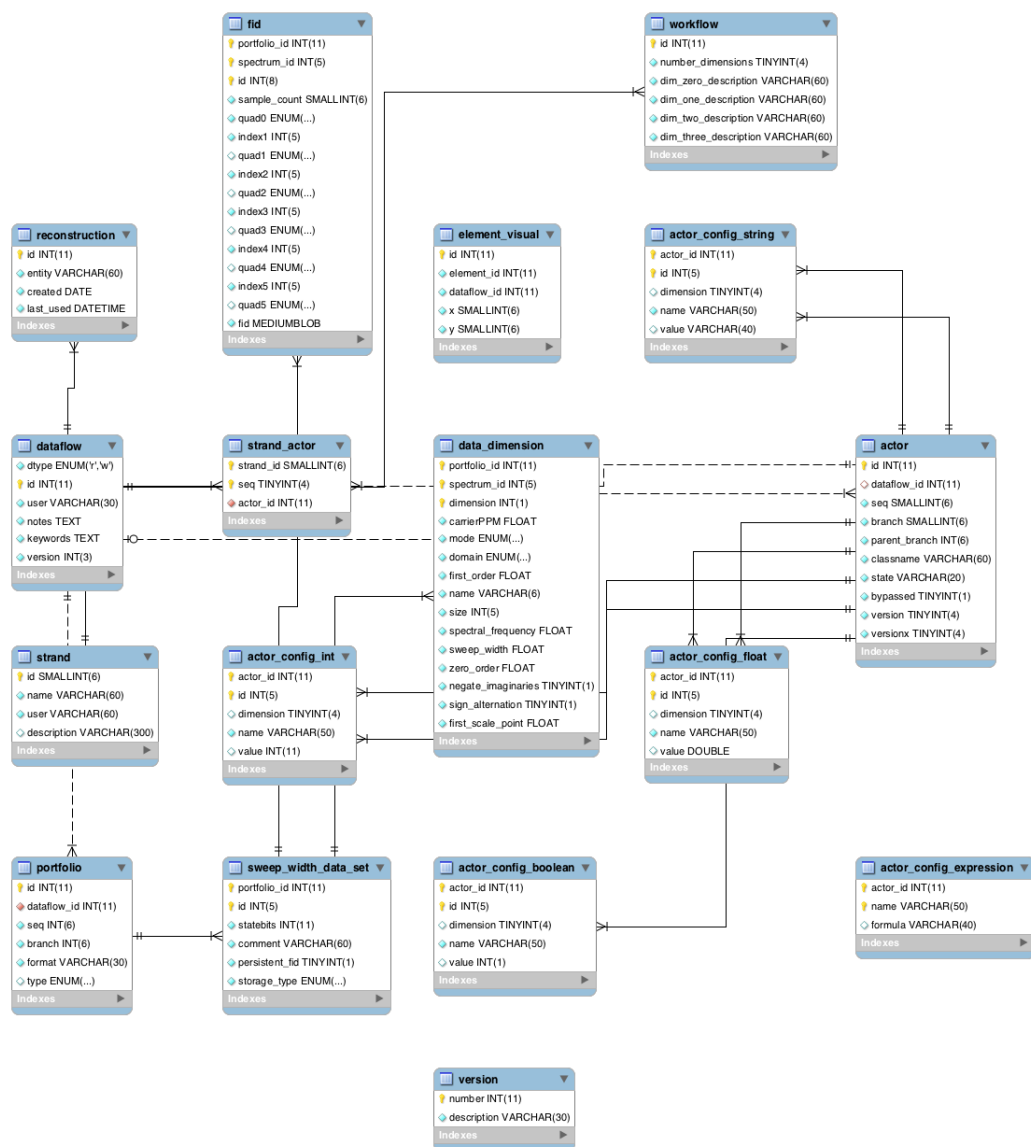 fid
portfolio_id INT(11)
spectrum_id INT(5)
id INT(8)
sample_count SMALLINT(6)
quad0 ENUM(...)
index1 INT(5)
quad1 ENUM(...)
index2 INT(5)
quad2 ENUM(...)
index3 INT(5)
quad3 ENUM(...)
index4 INT(5)
quad4 ENUM(...)
index5 INT(5)
quad5 ENUM(...)
fid MEDIUMBLOB
Indexes
workflow
id INT(11)
number_dimensions TINYINT(4)
dim_zero_description VARCHAR(60)
dim_one_description VARCHAR(60)
dim_two_description VARCHAR(60)
dim_three_description VARCHAR(60)
Indexes
reconstruction
id INT(11)
entity VARCHAR(60)
created DATE
last_used DATETIME
Indexes
element_visual
id INT(11)
element_id INT(11)
dataflow_id INT(11)
x SMALLINT(6)
y SMALLINT(6)
Indexes
actor_config_string
actor_id INT(11)
id INT(5)
dimension TINYINT(4)
name VARCHAR(50)
value VARCHAR(40)
Indexes
dataflow
dtype ENUM('r','w')
id INT(11)
user VARCHAR(30)
notes TEXT
keywords TEXT
version INT(3)
Indexes
strand_actor
strand_id SMALLINT(6)
seq TINYINT(4)
actor_id INT(11)
Indexes
data_dimension
portfolio_id INT(11)
spectrum_id INT(5)
dimension INT(1)
carrierPPM FLOAT
mode ENUM(...)
domain ENUM(...)
first_order FLOAT
name VARCHAR(6)
size INT(5)
spectral_frequency FLOAT
sweep_width FLOAT
zero_order FLOAT
negate_imaginaries TINYINT(1)
sign_alternation TINYINT(1)
first_scale_point FLOAT
Indexes
actor
id INT(11)
dataflow_id INT(11)
seq SMALLINT(6)
branch SMALLINT(6)
parent_branch INT(6)
classname VARCHAR(60)
state VARCHAR(20)
bypassed TINYINT(1)
version TINYINT(4)
versionx TINYINT(4)
Indexes
strand
id SMALLINT(6)
name VARCHAR(60)
user VARCHAR(60)
description VARCHAR(300)
Indexes
actor_config_int
actor_id INT(11)
id INT(5)
dimension TINYINT(4)
name VARCHAR(50)
value INT(11)
Indexes
actor_config_float
actor_id INT(11)
id INT(5)
dimension TINYINT(4)
name VARCHAR(50)
value DOUBLE
Indexes
portfolio
id INT(11)
dataflow_id INT(11)
seq INT(6)
branch INT(6)
format VARCHAR(30)
type ENUM(...)
Indexes
sweep_width_data_set
portfolio_id INT(11)
id INT(5)
statebits INT(11)
comment VARCHAR(60)
persistent_fid TINYINT(1)
storage_type ENUM(...)
Indexes
actor_config_boolean
actor_id INT(11)
id INT(5)
dimension TINYINT(4)
name VARCHAR(50)
value INT(1)
Indexes
actor_config_expression
actor_id INT(11)
name VARCHAR(50)
formula VARCHAR(40)
Indexes
version
number INT(11)
description VARCHAR(30)
Indexes